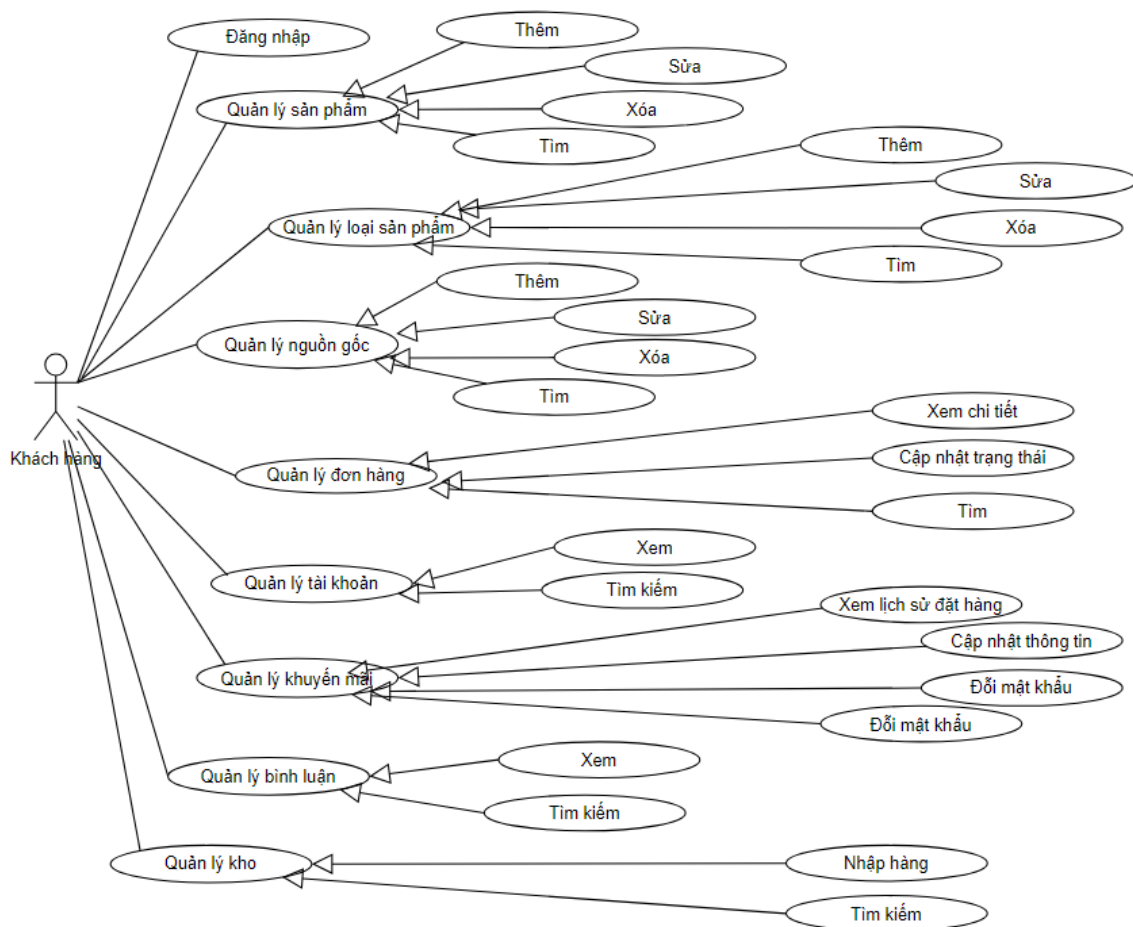 Đăng nhập
Thêm
Sửa
Quản lý sản phẩm
Xóa
Tìm
Thêm
Sửa
Quản lý loại sản phẩm
Xóa
Tìm
Thêm
Sửa
Quản lý nguồn gốc
Xóa
Tìm
Khách hàng
Xem chi tiết
Cập nhật trạng thái
Quản lý đơn hàng
Tìm
Xem
Quản lý tài khoản
Tìm kiếm
Xem lịch sử đặt hàng
Cập nhật thông tin
Quản lý khuyến mãi
Đỗi mật khẩu
Đỗi mật khẩu
Xem
Quản lý bình luận
Tìm kiếm
Quản lý kho
Nhập hàng
Tìm kiếm